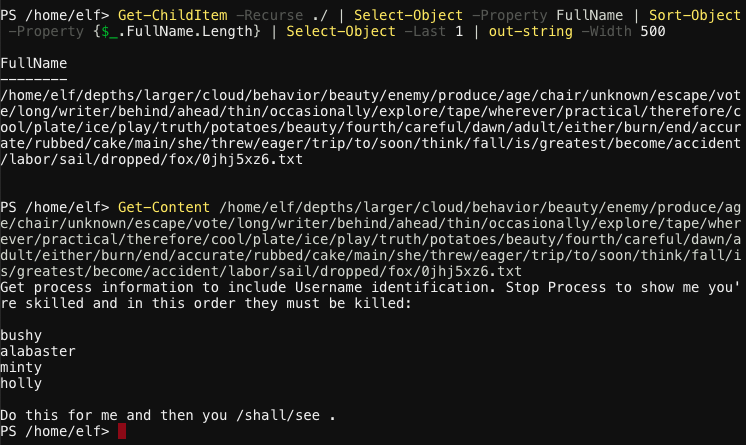 PS /home/elf> Get-ChildItem -Recurse ./ | Select-Object -Property FullName | Sort-Object
-Property {$_.FullName.Length} | Select-Object -Last 1 | out-string -Width 500
FullName
--------
/home/elf/depths/larger/cloud/behavior/beauty/enemy/produce/age/chair/unknown/escape/vot
e/long/writer/behind/ahead/thin/occasionally/explore/tape/wherever/practical/therefore/c
ool/plate/ice/play/truth/potatoes/beauty/fourth/careful/dawn/adult/either/burn/end/accur
ate/rubbed/cake/main/she/threw/eager/trip/to/soon/think/fall/is/greatest/become/accident
/labor/sail/dropped/fox/0jhj5xz6.txt
PS /home/elf> Get-Content /home/elf/depths/larger/cloud/behavior/beauty/enemy/produce/ag
e/chair/unknown/escape/vote/long/writer/behind/ahead/thin/occasionally/explore/tape/wher
ever/practical/therefore/cool/plate/ice/play/truth/potatoes/beauty/fourth/careful/dawn/a
dult/either/burn/end/accurate/rubbed/cake/main/she/threw/eager/trip/to/soon/think/fall/i
s/greatest/become/accident/labor/sail/dropped/fox/0jhj5xz6.txt
Get process information to include Username identification. Stop Process to show me you'
re skilled and in this order they must be killed:
bushy
alabaster
minty
holly
Do this for me and then you /shall/see .
PS /home/elf>